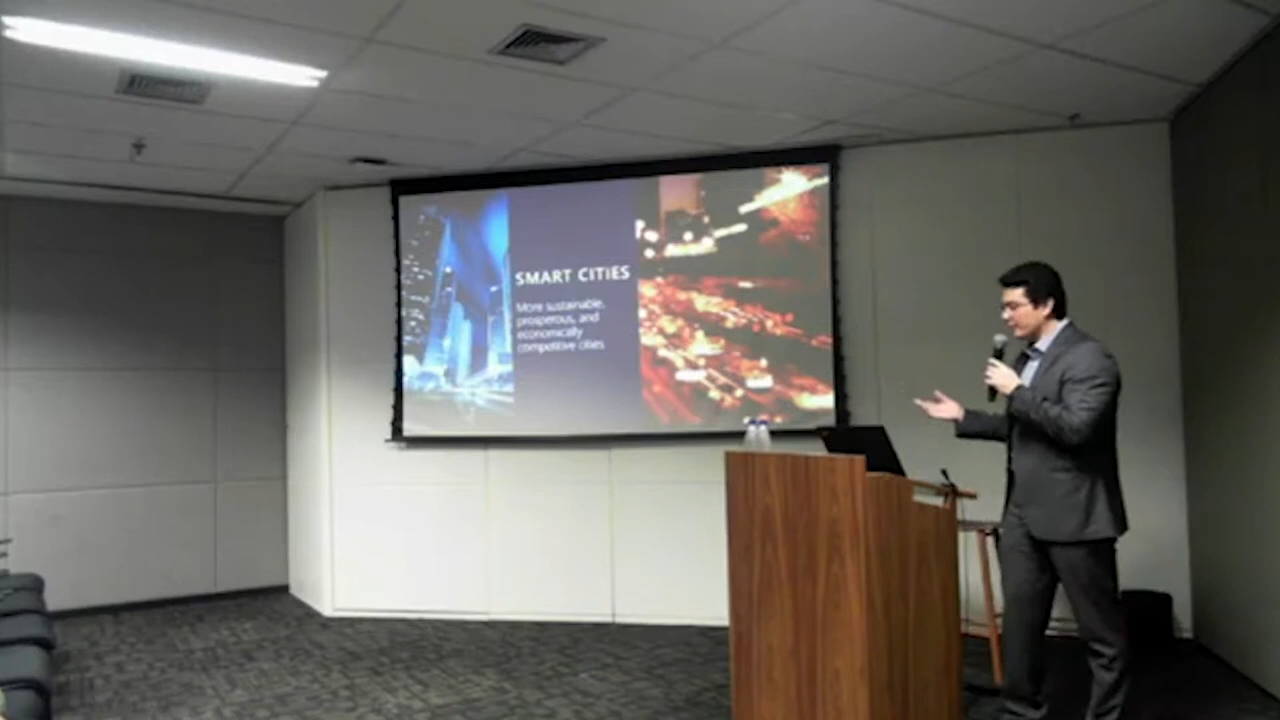 SMART CITIES
More sustainable,
prosperous, and
economically
competitive cities